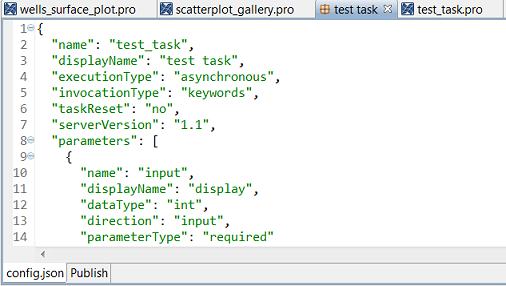 wells_surface_plot.pro scatterplot_gallery.pro test task test_task.pro
1 {
2 "name": "test_task",
3 "displayName": "test task",
4 "executionType": "asynchronous",
5 "invocationType": "keywords",
6 "taskReset": "no",
7 "serverVersion": "1.1",
8 "parameters": [
9 {
10 "name": "input",
11 "displayName": "display",
12 "dataType": "int",
13 "direction": "input",
14 "parameterType": "required"
config.json Publish